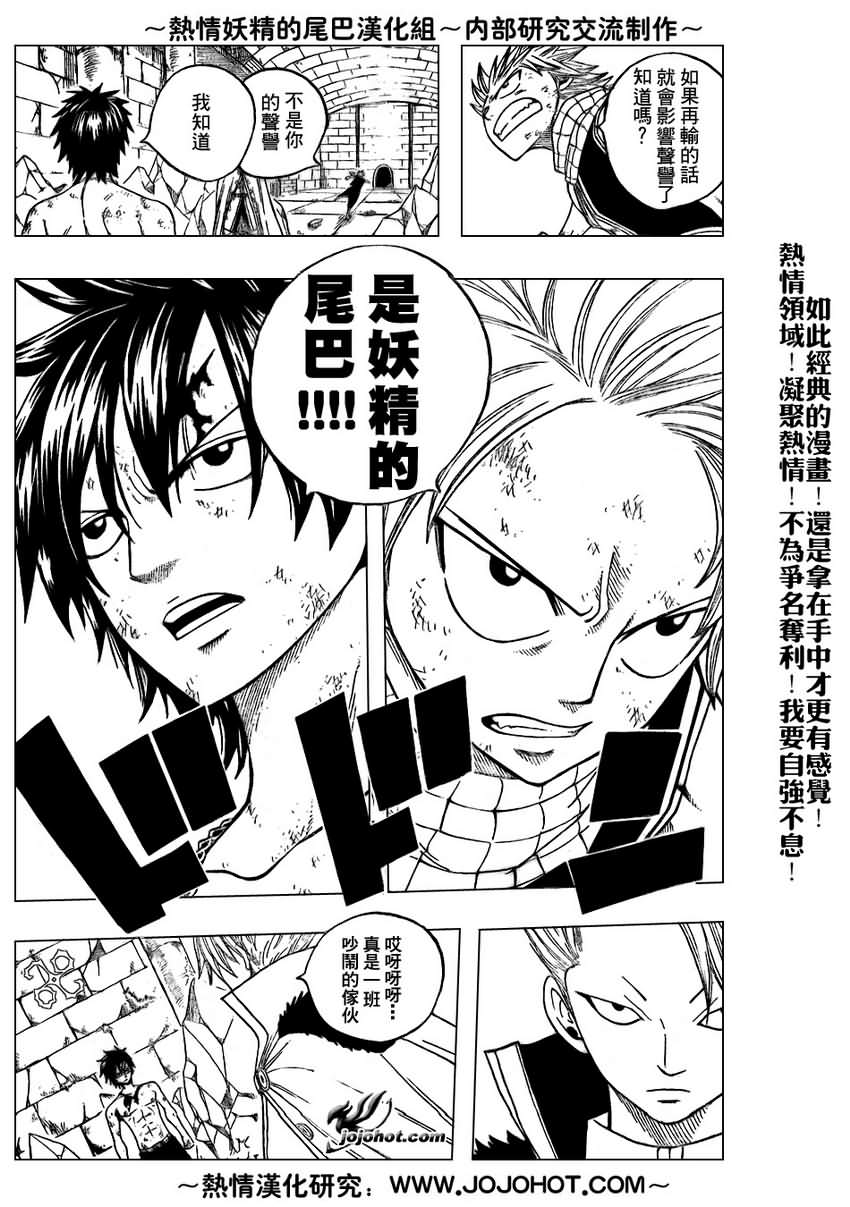 ～熱情妖精的尾巴漢化組～内部研究交流制作～
如果再輸的話
就會影響聲譽了
知道嗎？
不是你
的聲譽
我知道
是妖精的
尾巴!!!!
ドドン
哎呀呀呀…
真是一班
吵鬧的傢伙
如此經典的漫畫！還是拿在手中才更有感覺！
熱情領域！凝聚熱情！不為爭名奪利！我要自強不息！
jojohot.com
～熱情漢化研究：WWW.JOJOHOT.COM～